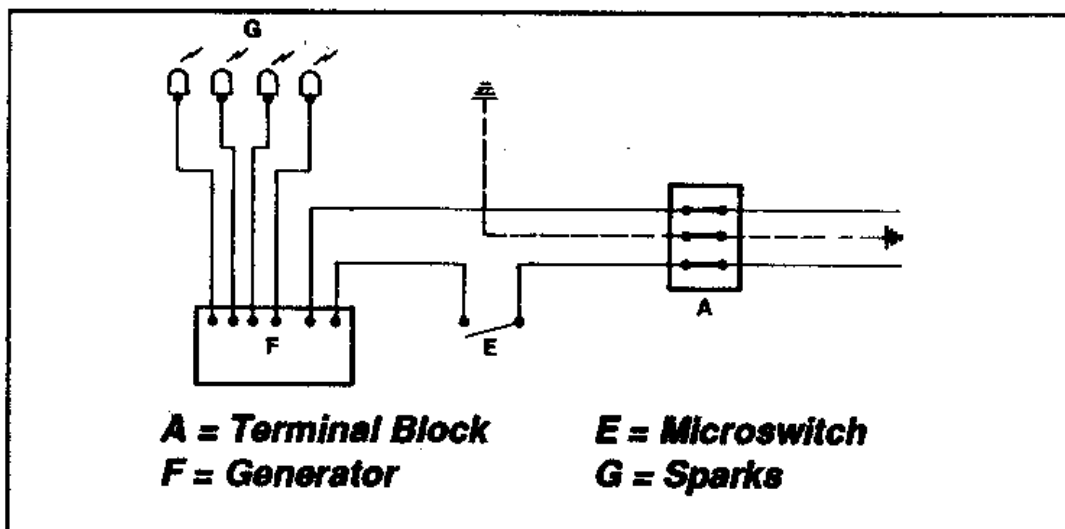 G
A
F
E
A = Terminal Block E = Microswitch
F = Generator G = Sparks